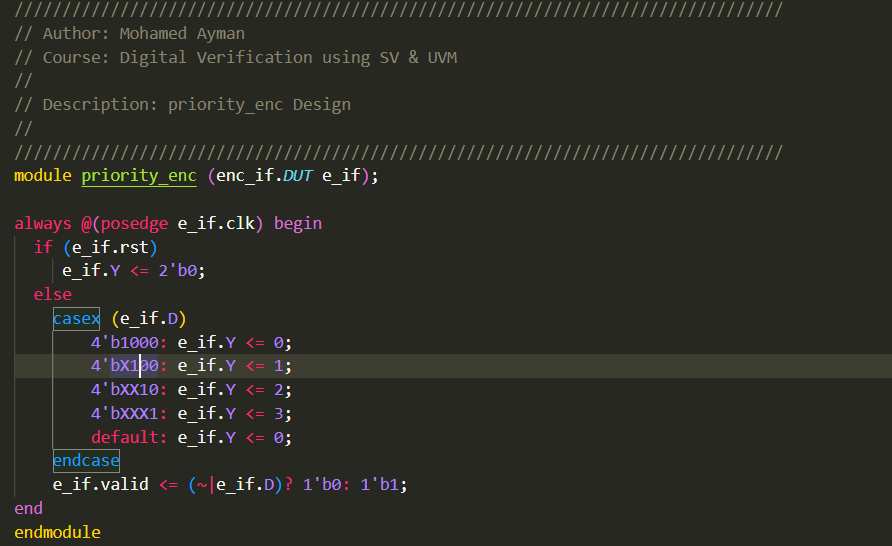 //////////////////////////////////////////////////////////////////////////////////
// Author: Mohamed Ayman
// Course: Digital Verification using SV & UVM
//
// Description: priority_enc Design
//
//////////////////////////////////////////////////////////////////////////////////
module priority_enc (enc_if.DUT e_if);

always @(posedge e_if.clk) begin
  if (e_if.rst)
     e_if.Y <= 2'b0;
  else
    casex (e_if.D)
        4'b1000: e_if.Y <= 0;
        4'bX100: e_if.Y <= 1;
        4'bXX10: e_if.Y <= 2;
        4'bXXX1: e_if.Y <= 3;
        default: e_if.Y <= 0;
    endcase
    e_if.valid <= (~|e_if.D)? 1'b0: 1'b1;
end
endmodule